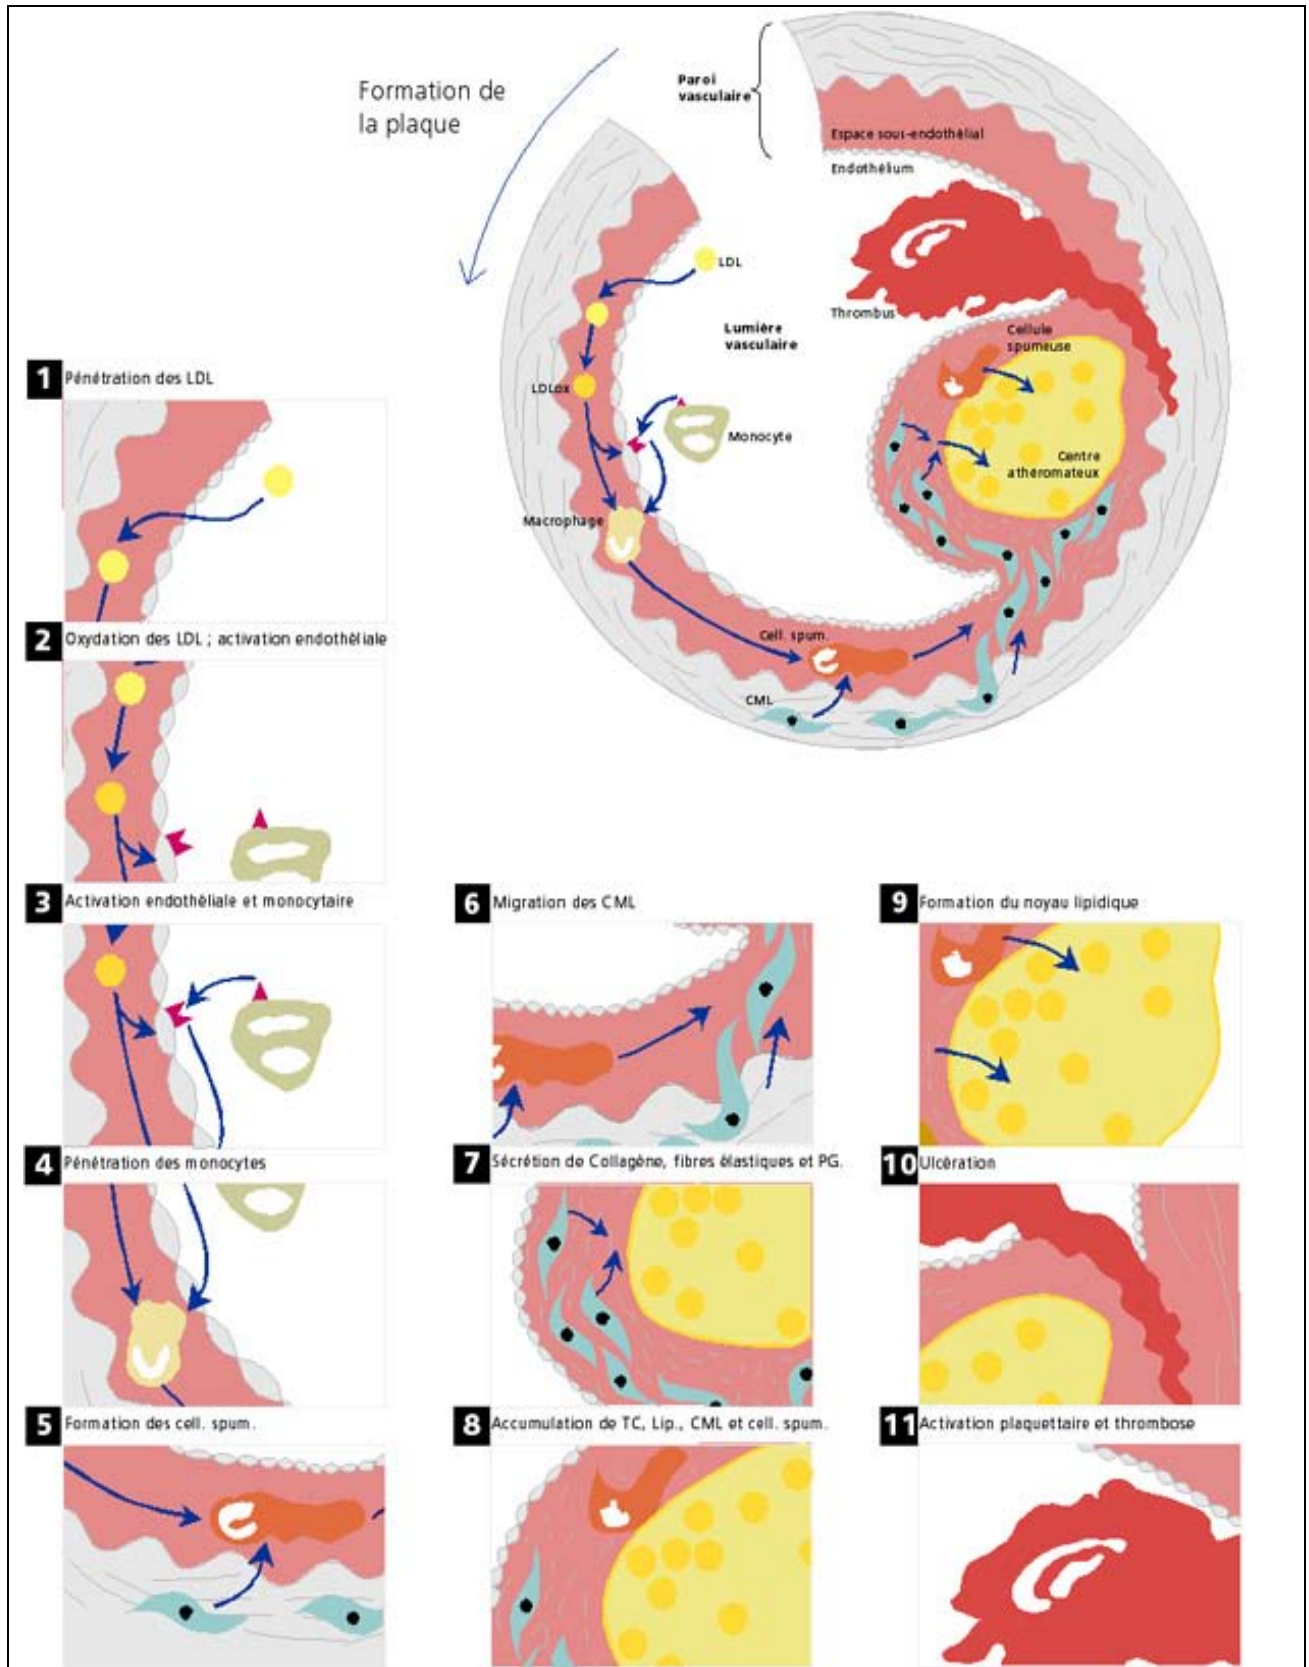 Formation de
la plaque
Paroi
vasculaire
Espace sous-endothélial
Endothélium
LDL
Thrombus
Lumière
vasculaire
Cellule
spumeuse
LDLox
Monocyte
Centre
athéromateux
Macrophage
Cell. spum.
CML
1 Pénétration des LDL
2 Oxydation des LDL ; activation endothéliale
3 Activation endothéliale et monocytaire
4 Pénétration des monocytes
5 Formation des cell. spum.
6 Migration des CML
7 Sécrétion de Collagène, fibres élastiques et PG.
8 Accumulation de TC, Lip., CML et cell. spum.
9 Formation du noyau lipidique
10 Ulcération
11 Activation plaquettaire et thrombose